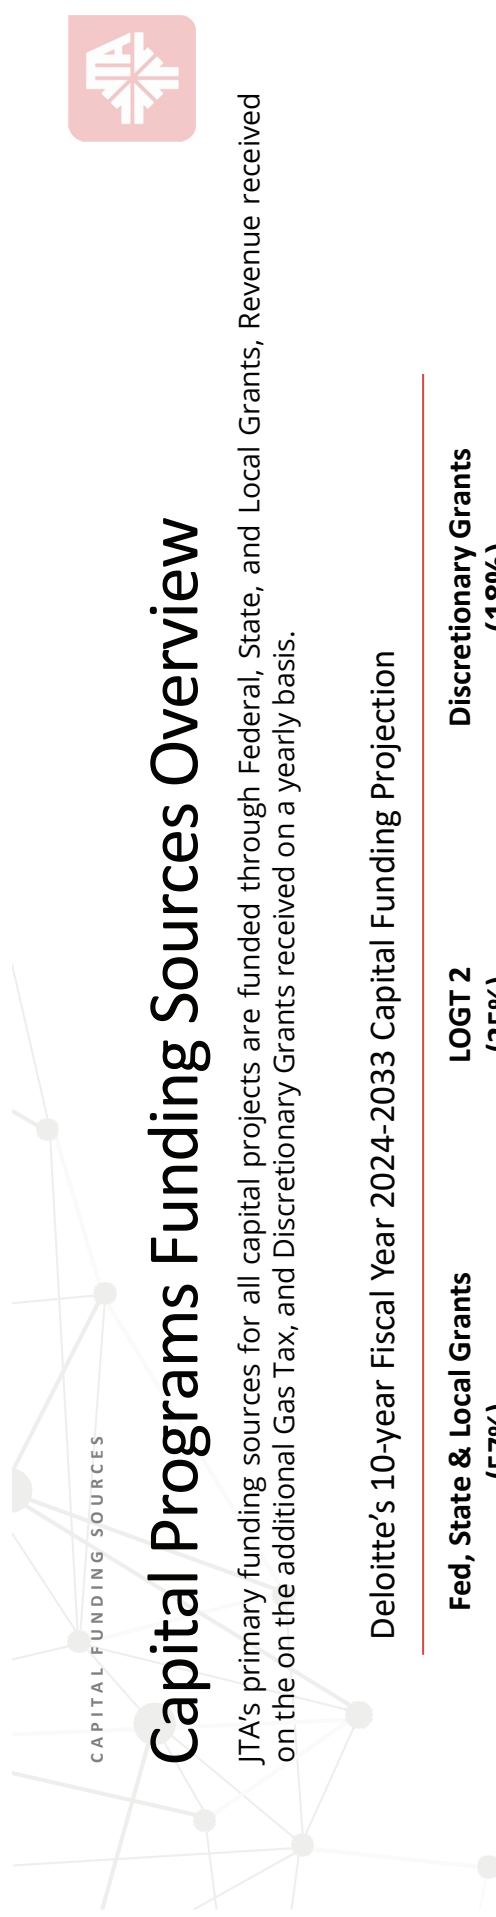 CAPITAL FUNDING SOURCES
Capital Programs Funding Sources Overview
JTA's primary funding sources for all capital projects are funded through Federal, State, and Local Grants, Revenue received
on the on the additional Gas Tax, and Discretionary Grants received on a yearly basis.
Deloitte's 10-year Fiscal Year 2024-2033 Capital Funding Projection
Fed, State & Local Grants LOGT 2 Discretionary Grants
(57%) (25%) (18%)